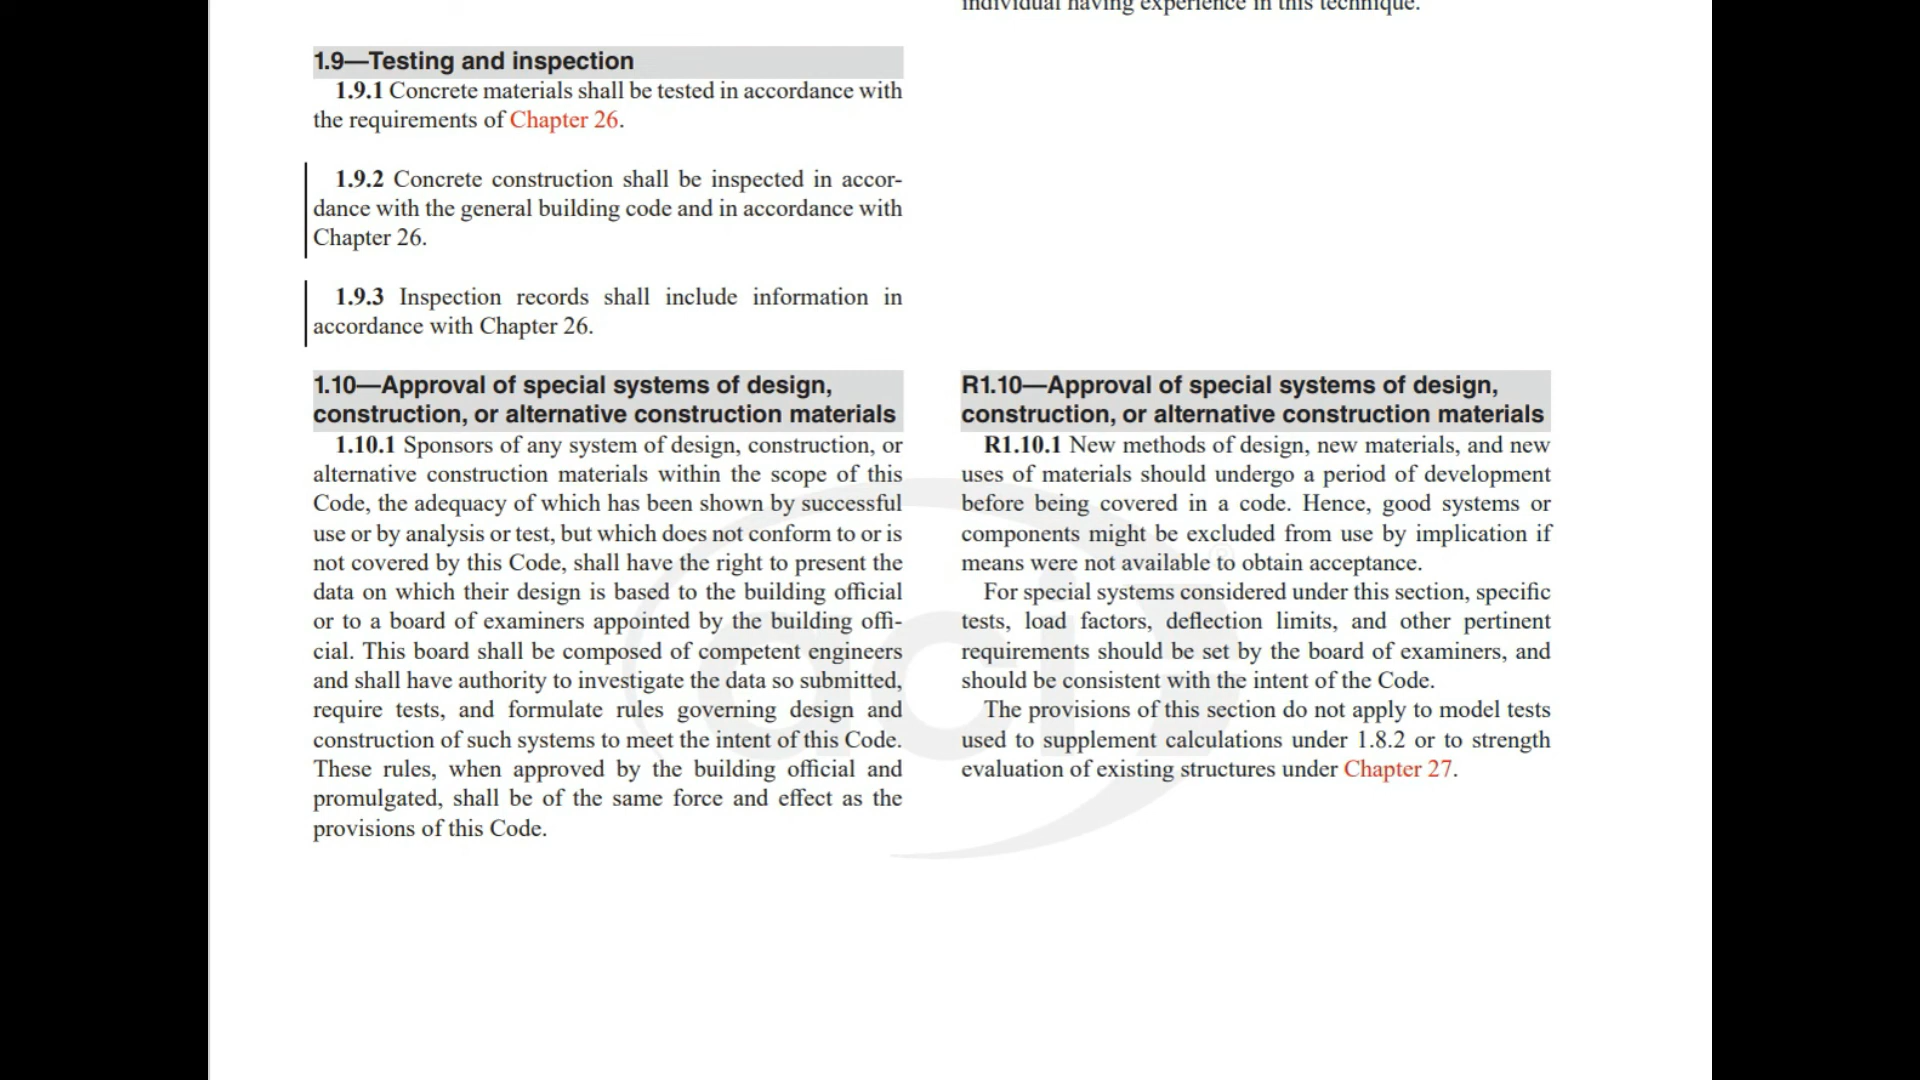 individual having experience in this technique.
1.9—Testing and inspection
1.9.1 Concrete materials shall be tested in accordance with
the requirements of Chapter 26.
1.9.2 Concrete construction shall be inspected in accor-
dance with the general building code and in accordance with
Chapter 26.
1.9.3 Inspection records shall include information in
accordance with Chapter 26.
1.10—Approval of special systems of design,
construction, or alternative construction materials
1.10.1 Sponsors of any system of design, construction, or
alternative construction materials within the scope of this
Code, the adequacy of which has been shown by successful
use or by analysis or test, but which does not conform to or is
not covered by this Code, shall have the right to present the
data on which their design is based to the building official
or to a board of examiners appointed by the building offi-
cial. This board shall be composed of competent engineers
and shall have authority to investigate the data so submitted,
require tests, and formulate rules governing design and
construction of such systems to meet the intent of this Code.
These rules, when approved by the building official and
promulgated, shall be of the same force and effect as the
provisions of this Code.
R1.10—Approval of special systems of design,
construction, or alternative construction materials
R1.10.1 New methods of design, new materials, and new
uses of materials should undergo a period of development
before being covered in a code. Hence, good systems or
components might be excluded from use by implication if
means were not available to obtain acceptance.
For special systems considered under this section, specific
tests, load factors, deflection limits, and other pertinent
requirements should be set by the board of examiners, and
should be consistent with the intent of the Code.
The provisions of this section do not apply to model tests
used to supplement calculations under 1.8.2 or to strength
evaluation of existing structures under Chapter 27.
aci
®